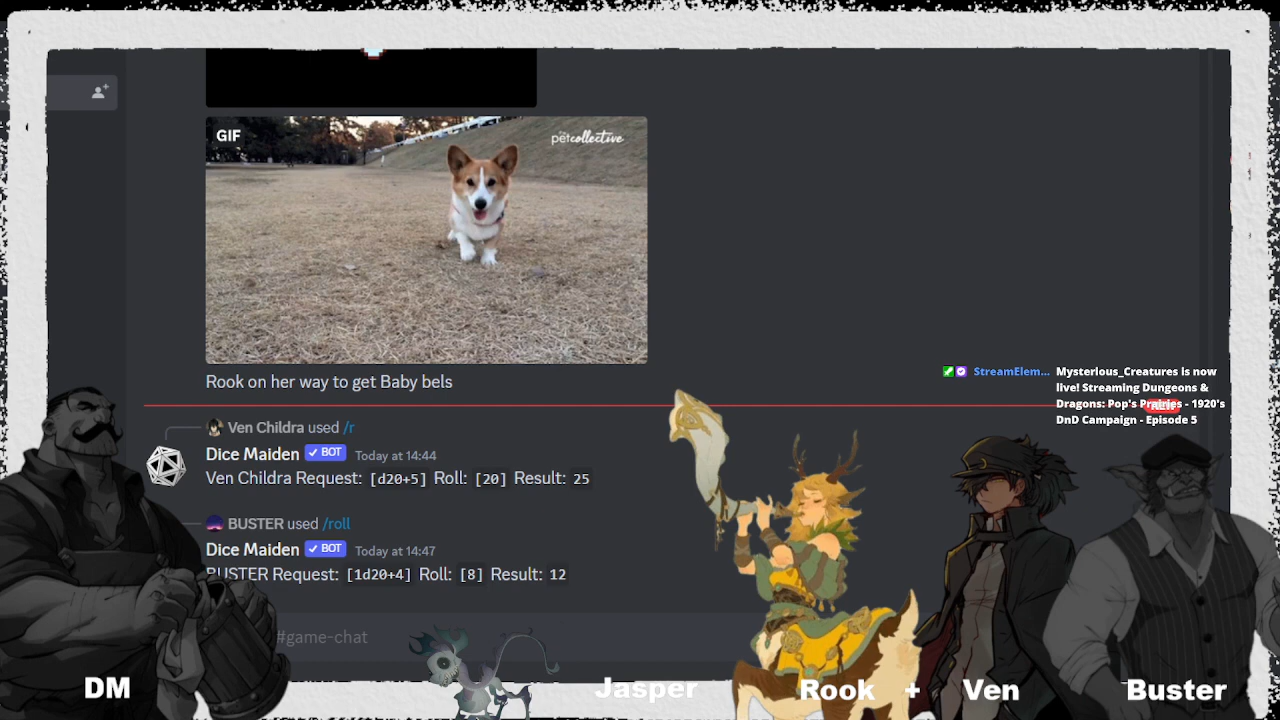 GIF
the
petcollective
Rook on her way to get Baby bels
StreamElem... Mysterious_Creatures is now
live! Streaming Dungeons &
Dragons: Pop's Prairies - 1920's
DnD Campaign - Episode 5
NEW
Ven Childra used /r
Dice Maiden ✓ BOT Today at 14:44
Ven Childra Request: [d20+5] Roll: [20] Result: 25
BUSTER used /roll
Dice Maiden ✓ BOT Today at 14:47
BUSTER Request: [1d20+4] Roll: [8] Result: 12
#game-chat
DM Jasper Rook + Ven Buster